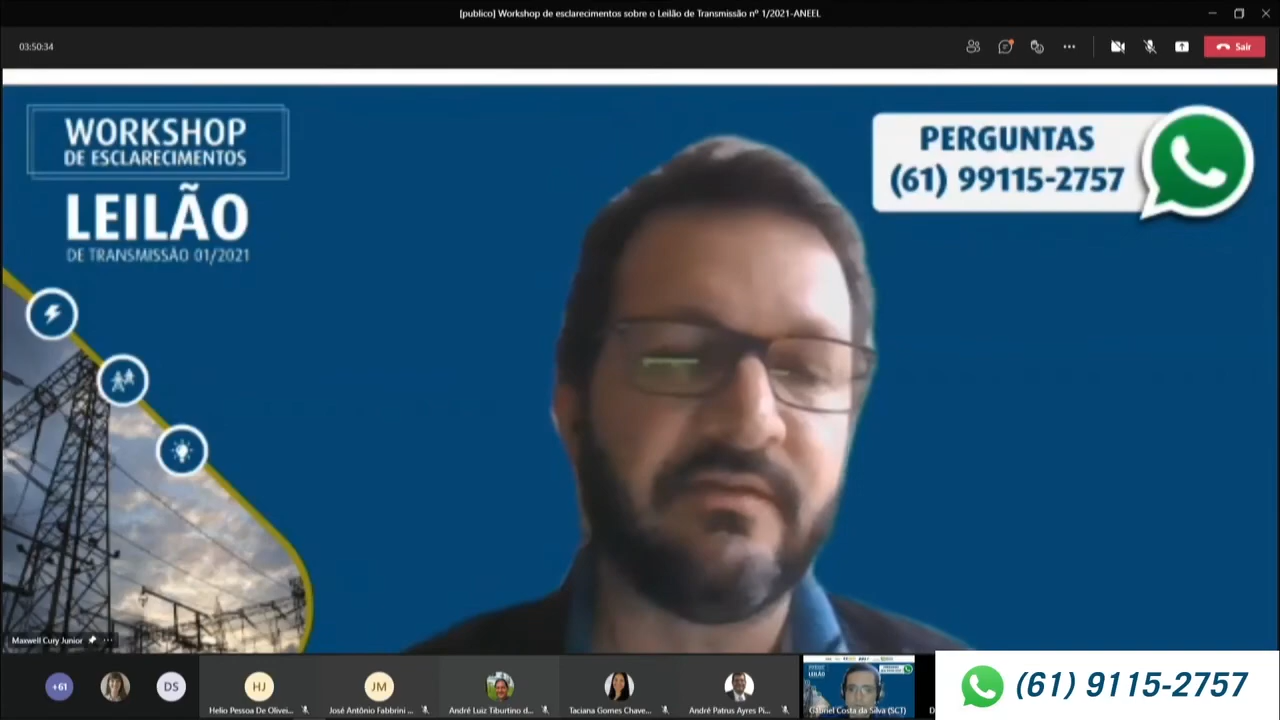 [publico] Workshop de esclarecimentos sobre o Leilão de Transmissão nº 1/2021-ANEEL
03:50:34
Sair
WORKSHOP
DE ESCLARECIMENTOS
LEILÃO
DE TRANSMISSÃO 01/2021
PERGUNTAS
(61) 99115-2757
Maxwell Cury Junior
+61
DS
HJ
JM
Helio Pessoa De Olivei...
José Antônio Fabbrini ...
André Luiz Tiburtino d...
Taciana Gomes Chave...
André Patrus Ayres Pi...
LEILÃO
Gabriel Costa da Silva (SCT)
D
(61) 9115-2757